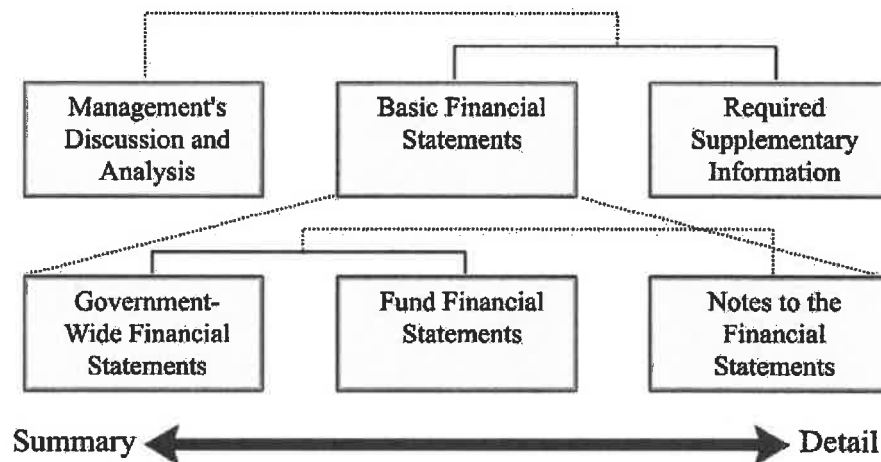 Management's
Discussion and
Analysis
Basic Financial
Statements
Required
Supplementary
Information
Government-
Wide Financial
Statements
Fund Financial
Statements
Notes to the
Financial
Statements
Summary
Detail